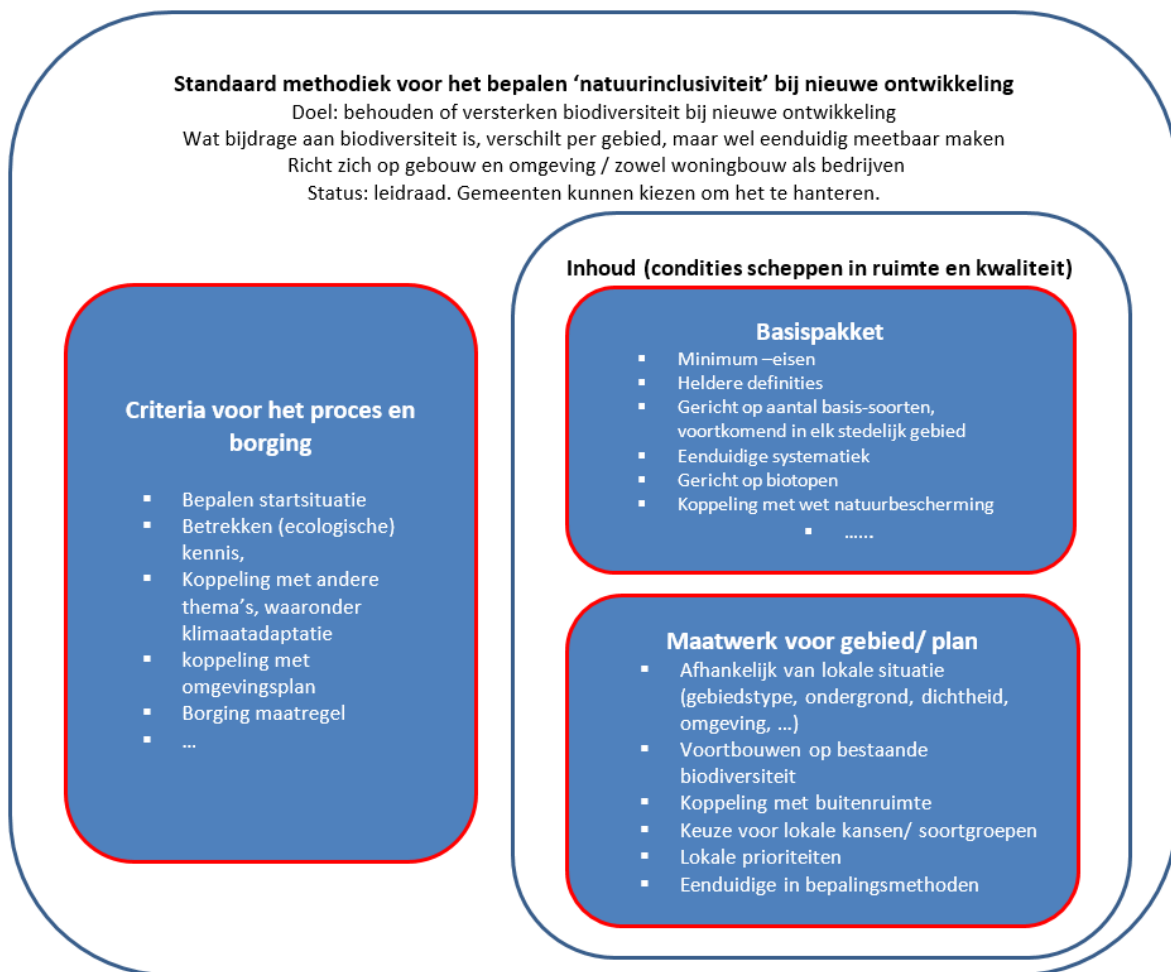 Standaard methodiek voor het bepalen ‘natuurinclusiviteit’ bij nieuwe ontwikkeling
Doel: behouden of versterken biodiversiteit bij nieuwe ontwikkeling
Wat bijdrage aan biodiversiteit is, verschilt per gebied, maar wel eenduidig meetbaar maken
Richt zich op gebouw en omgeving / zowel woningbouw als bedrijven
Status: leidraad. Gemeenten kunnen kiezen om het te hanteren.
Criteria voor het proces en
borging
▪ Bepalen startsituatie
▪ Betrekken (ecologische)
kennis,
▪ Koppeling met andere
thema’s, waaronder
klimaatadaptatie
▪ koppeling met
omgevingsplan
▪ Borging maatregel
▪ …
Inhoud (condities scheppen in ruimte en kwaliteit)
Basispakket
▪ Minimum –eisen
▪ Heldere definities
▪ Gericht op aantal basis-soorten,
voortkomend in elk stedelijk gebied
▪ Eenduidige systematiek
▪ Gericht op biotopen
▪ Koppeling met wet natuurbescherming
▪ …...
Maatwerk voor gebied/ plan
▪ Afhankelijk van lokale situatie
(gebiedstype, ondergrond, dichtheid,
omgeving, …)
▪ Voortbouwen op bestaande
biodiversiteit
▪ Koppeling met buitenruimte
▪ Keuze voor lokale kansen/ soortgroepen
▪ Lokale prioriteiten
▪ Eenduidige in bepalingsmethoden